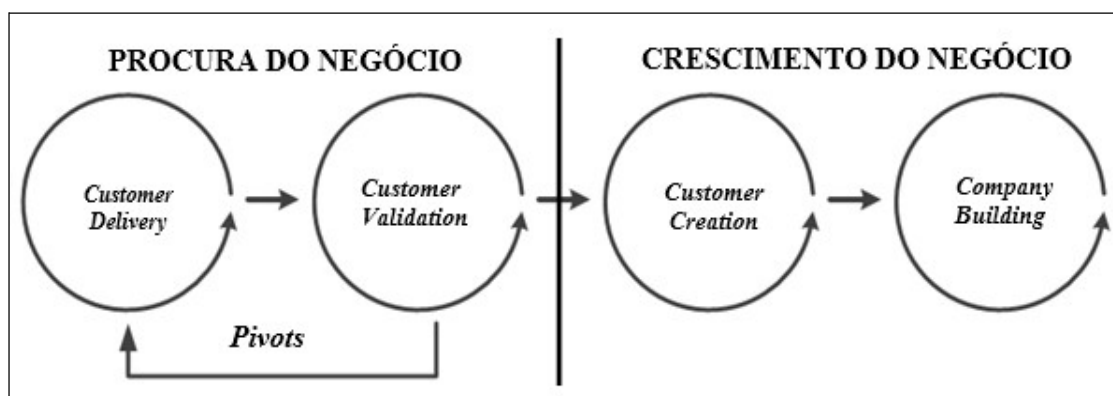 PROCURA DO NEGÓCIO
CRESCIMENTO DO NEGÓCIO
Customer
Delivery
Customer
Validation
Customer
Creation
Company
Building
Pivots